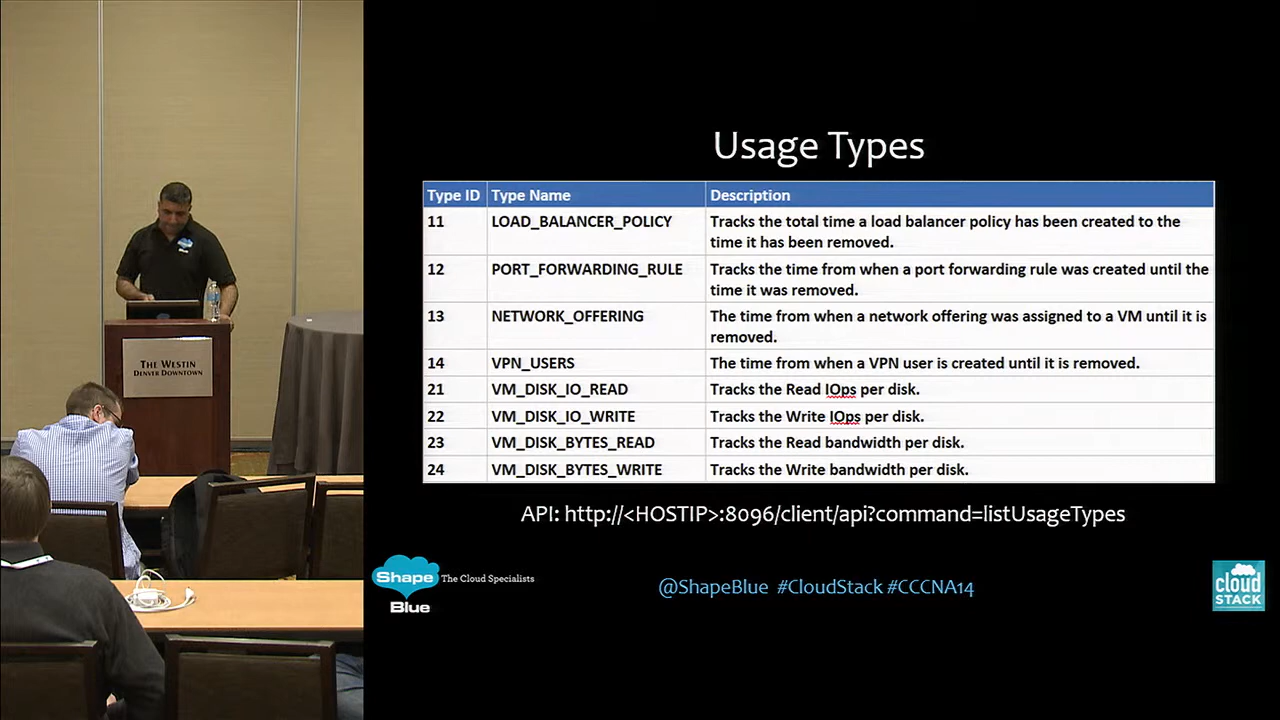 Usage Types
Type ID Type Name Description
11 LOAD_BALANCER_POLICY Tracks the total time a load balancer policy has been created to the
time it has been removed.
12 PORT_FORWARDING_RULE Tracks the time from when a port forwarding rule was created until the
time it was removed.
13 NETWORK_OFFERING The time from when a network offering was assigned to a VM until it is
removed.
14 VPN_USERS The time from when a VPN user is created until it is removed.
21 VM_DISK_IO_READ Tracks the Read IOps per disk.
22 VM_DISK_IO_WRITE Tracks the Write IOps per disk.
23 VM_DISK_BYTES_READ Tracks the Read bandwidth per disk.
24 VM_DISK_BYTES_WRITE Tracks the Write bandwidth per disk.
API: http://<HOSTIP>:8096/client/api?command=listUsageTypes
Shape The Cloud Specialists
Blue
@ShapeBlue #CloudStack #CCCNA14
cloud
STACK
Blue
THE WESTIN
DENVER DOWNTOWN